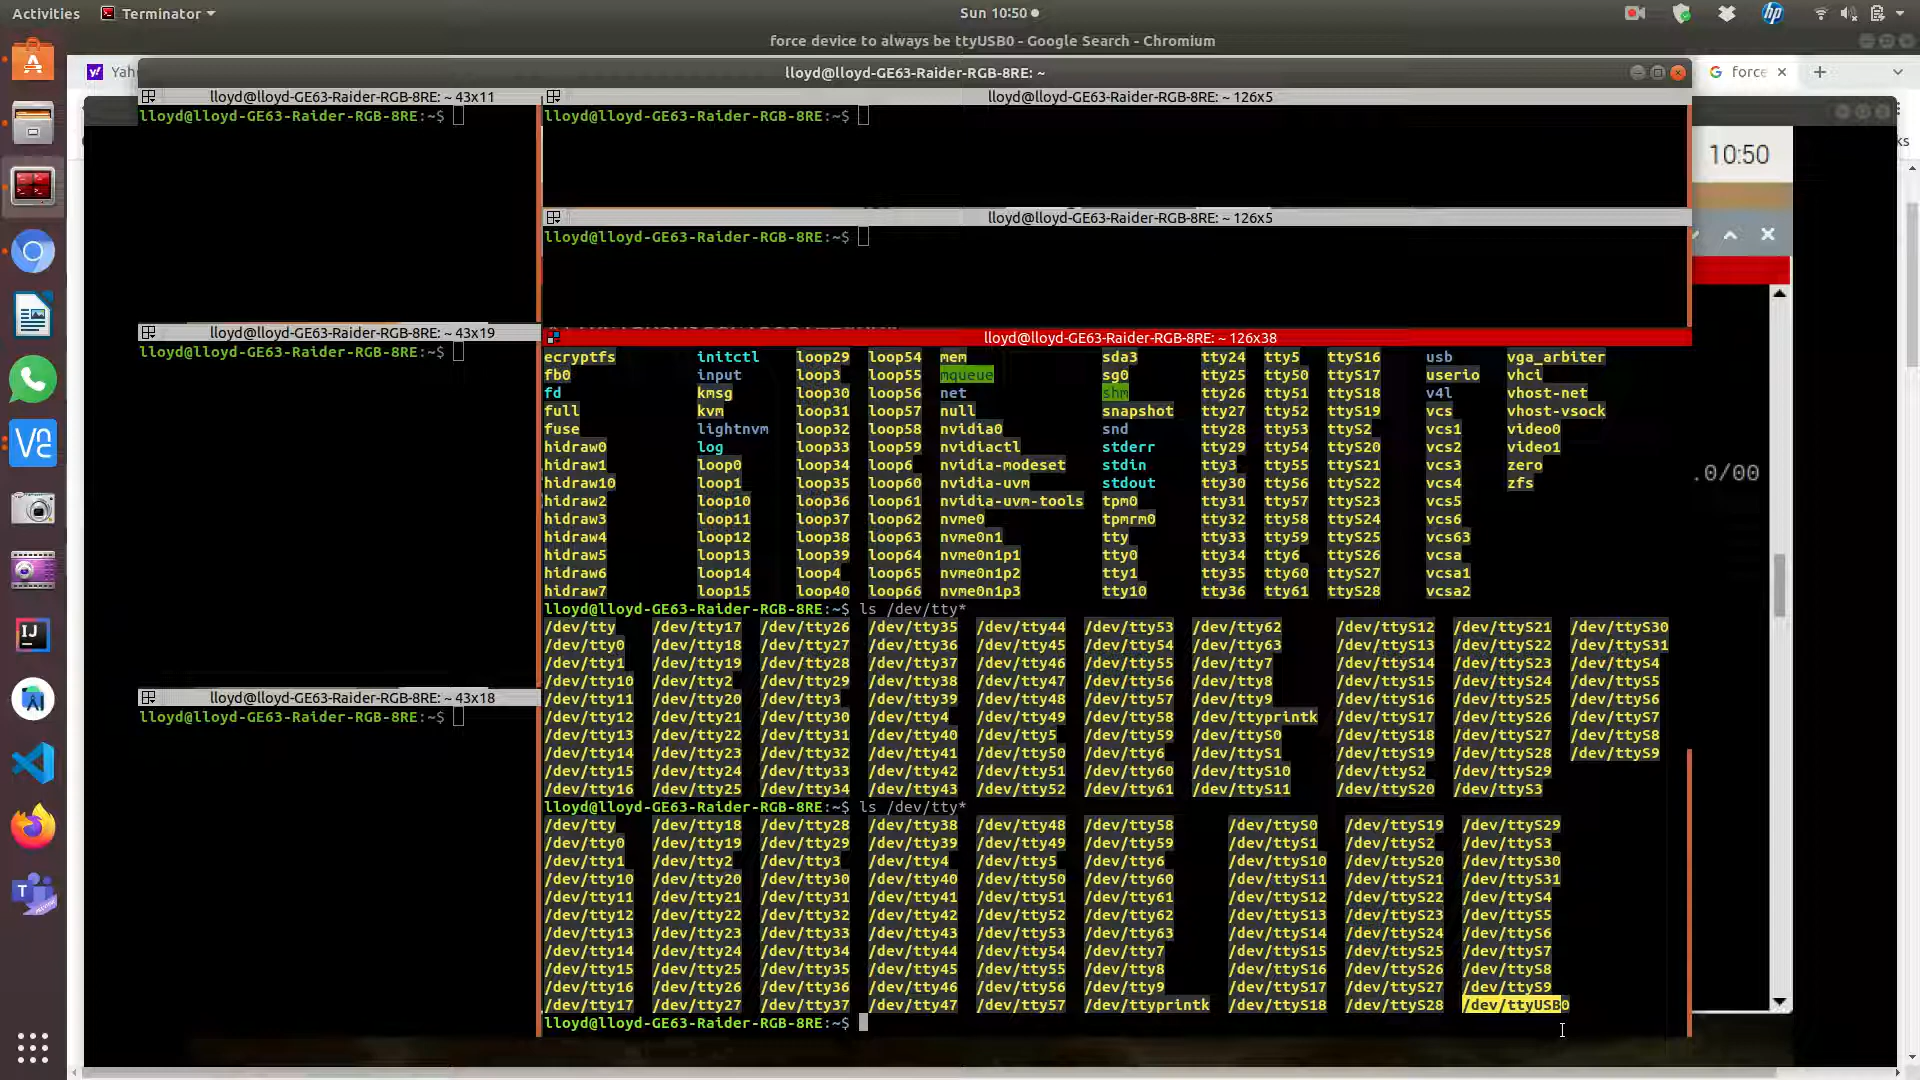 Activities Terminator Sun 10:50
force device to always be ttyUSB0 - Google Search - Chromium
Yah
lloyd@lloyd-GE63-Raider-RGB-8RE: ~
force
lloyd@lloyd-GE63-Raider-RGB-8RE: ~ 43x11
lloyd@lloyd-GE63-Raider-RGB-8RE:~$
lloyd@lloyd-GE63-Raider-RGB-8RE: ~ 126x5
lloyd@lloyd-GE63-Raider-RGB-8RE:~$
ks
10:50
lloyd@lloyd-GE63-Raider-RGB-8RE: ~ 126x5
lloyd@lloyd-GE63-Raider-RGB-8RE:~$
lloyd@lloyd-GE63-Raider-RGB-8RE: ~ 43x19
lloyd@lloyd-GE63-Raider-RGB-8RE:~$
lloyd@lloyd-GE63-Raider-RGB-8RE: ~ 43x18
lloyd@lloyd-GE63-Raider-RGB-8RE:~$
lloyd@lloyd-GE63-Raider-RGB-8RE: ~ 126x38
ecryptfs initctl loop29 loop54 mem sda3 tty24 tty5 ttyS16 usb vga_arbiter
fb0 input loop3 loop55 mqueue sg0 tty25 tty50 ttyS17 userio vhci
fd kmsg loop30 loop56 net shm tty26 tty51 ttyS18 v4l vhost-net
full kvm loop31 loop57 null snapshot tty27 tty52 ttyS19 vcs vhost-vsock
fuse lightnvm loop32 loop58 nvidia0 snd tty28 tty53 ttyS2 vcs1 video0
hidraw0 log loop33 loop59 nvidiactl stderr tty29 tty54 ttyS20 vcs2 video1
hidraw1 loop0 loop34 loop6 nvidia-modeset stdin tty3 tty55 ttyS21 vcs3 zero
hidraw10 loop1 loop35 loop60 nvidia-uvm stdout tty30 tty56 ttyS22 vcs4 zfs
hidraw2 loop10 loop36 loop61 nvidia-uvm-tools tpm0 tty31 tty57 ttyS23 vcs5
hidraw3 loop11 loop37 loop62 nvme0 tpmrm0 tty32 tty58 ttyS24 vcs6
hidraw4 loop12 loop38 loop63 nvme0n1 tty tty33 tty59 ttyS25 vcs63
hidraw5 loop13 loop39 loop64 nvme0n1p1 tty0 tty34 tty6 ttyS26 vcsa
hidraw6 loop14 loop4 loop65 nvme0n1p2 tty1 tty35 tty60 ttyS27 vcsa1
hidraw7 loop15 loop40 loop66 nvme0n1p3 tty10 tty36 tty61 ttyS28 vcsa2
lloyd@lloyd-GE63-Raider-RGB-8RE:~$ ls /dev/tty*
/dev/tty /dev/tty17 /dev/tty26 /dev/tty35 /dev/tty44 /dev/tty53 /dev/tty62 /dev/ttyS12 /dev/ttyS21 /dev/ttyS30
/dev/tty0 /dev/tty18 /dev/tty27 /dev/tty36 /dev/tty45 /dev/tty54 /dev/tty63 /dev/ttyS13 /dev/ttyS22 /dev/ttyS31
/dev/tty1 /dev/tty19 /dev/tty28 /dev/tty37 /dev/tty46 /dev/tty55 /dev/tty7 /dev/ttyS14 /dev/ttyS23 /dev/ttyS4
/dev/tty10 /dev/tty2 /dev/tty29 /dev/tty38 /dev/tty47 /dev/tty56 /dev/tty8 /dev/ttyS15 /dev/ttyS24 /dev/ttyS5
/dev/tty11 /dev/tty20 /dev/tty3 /dev/tty39 /dev/tty48 /dev/tty57 /dev/tty9 /dev/ttyS16 /dev/ttyS25 /dev/ttyS6
/dev/tty12 /dev/tty21 /dev/tty30 /dev/tty4 /dev/tty49 /dev/tty58 /dev/ttyprintk /dev/ttyS17 /dev/ttyS26 /dev/ttyS7
/dev/tty13 /dev/tty22 /dev/tty31 /dev/tty40 /dev/tty5 /dev/tty59 /dev/ttyS0 /dev/ttyS18 /dev/ttyS27 /dev/ttyS8
/dev/tty14 /dev/tty23 /dev/tty32 /dev/tty41 /dev/tty50 /dev/tty6 /dev/ttyS1 /dev/ttyS19 /dev/ttyS28 /dev/ttyS9
/dev/tty15 /dev/tty24 /dev/tty33 /dev/tty42 /dev/tty51 /dev/tty60 /dev/ttyS10 /dev/ttyS2 /dev/ttyS29
/dev/tty16 /dev/tty25 /dev/tty34 /dev/tty43 /dev/tty52 /dev/tty61 /dev/ttyS11 /dev/ttyS20 /dev/ttyS3
lloyd@lloyd-GE63-Raider-RGB-8RE:~$ ls /dev/tty*
/dev/tty /dev/tty18 /dev/tty28 /dev/tty38 /dev/tty48 /dev/tty58 /dev/ttyS0 /dev/ttyS19 /dev/ttyS29
/dev/tty0 /dev/tty19 /dev/tty29 /dev/tty39 /dev/tty49 /dev/tty59 /dev/ttyS1 /dev/ttyS2 /dev/ttyS3
/dev/tty1 /dev/tty2 /dev/tty3 /dev/tty4 /dev/tty5 /dev/tty6 /dev/ttyS10 /dev/ttyS20 /dev/ttyS30
/dev/tty10 /dev/tty20 /dev/tty30 /dev/tty40 /dev/tty50 /dev/tty60 /dev/ttyS11 /dev/ttyS21 /dev/ttyS31
/dev/tty11 /dev/tty21 /dev/tty31 /dev/tty41 /dev/tty51 /dev/tty61 /dev/ttyS12 /dev/ttyS22 /dev/ttyS4
/dev/tty12 /dev/tty22 /dev/tty32 /dev/tty42 /dev/tty52 /dev/tty62 /dev/ttyS13 /dev/ttyS23 /dev/ttyS5
/dev/tty13 /dev/tty23 /dev/tty33 /dev/tty43 /dev/tty53 /dev/tty63 /dev/ttyS14 /dev/ttyS24 /dev/ttyS6
/dev/tty14 /dev/tty24 /dev/tty34 /dev/tty44 /dev/tty54 /dev/tty7 /dev/ttyS15 /dev/ttyS25 /dev/ttyS7
/dev/tty15 /dev/tty25 /dev/tty35 /dev/tty45 /dev/tty55 /dev/tty8 /dev/ttyS16 /dev/ttyS26 /dev/ttyS8
/dev/tty16 /dev/tty26 /dev/tty36 /dev/tty46 /dev/tty56 /dev/tty9 /dev/ttyS17 /dev/ttyS27 /dev/ttyS9
/dev/tty17 /dev/tty27 /dev/tty37 /dev/tty47 /dev/tty57 /dev/ttyprintk /dev/ttyS18 /dev/ttyS28 /dev/ttyUSB0
lloyd@lloyd-GE63-Raider-RGB-8RE:~$
.0/00